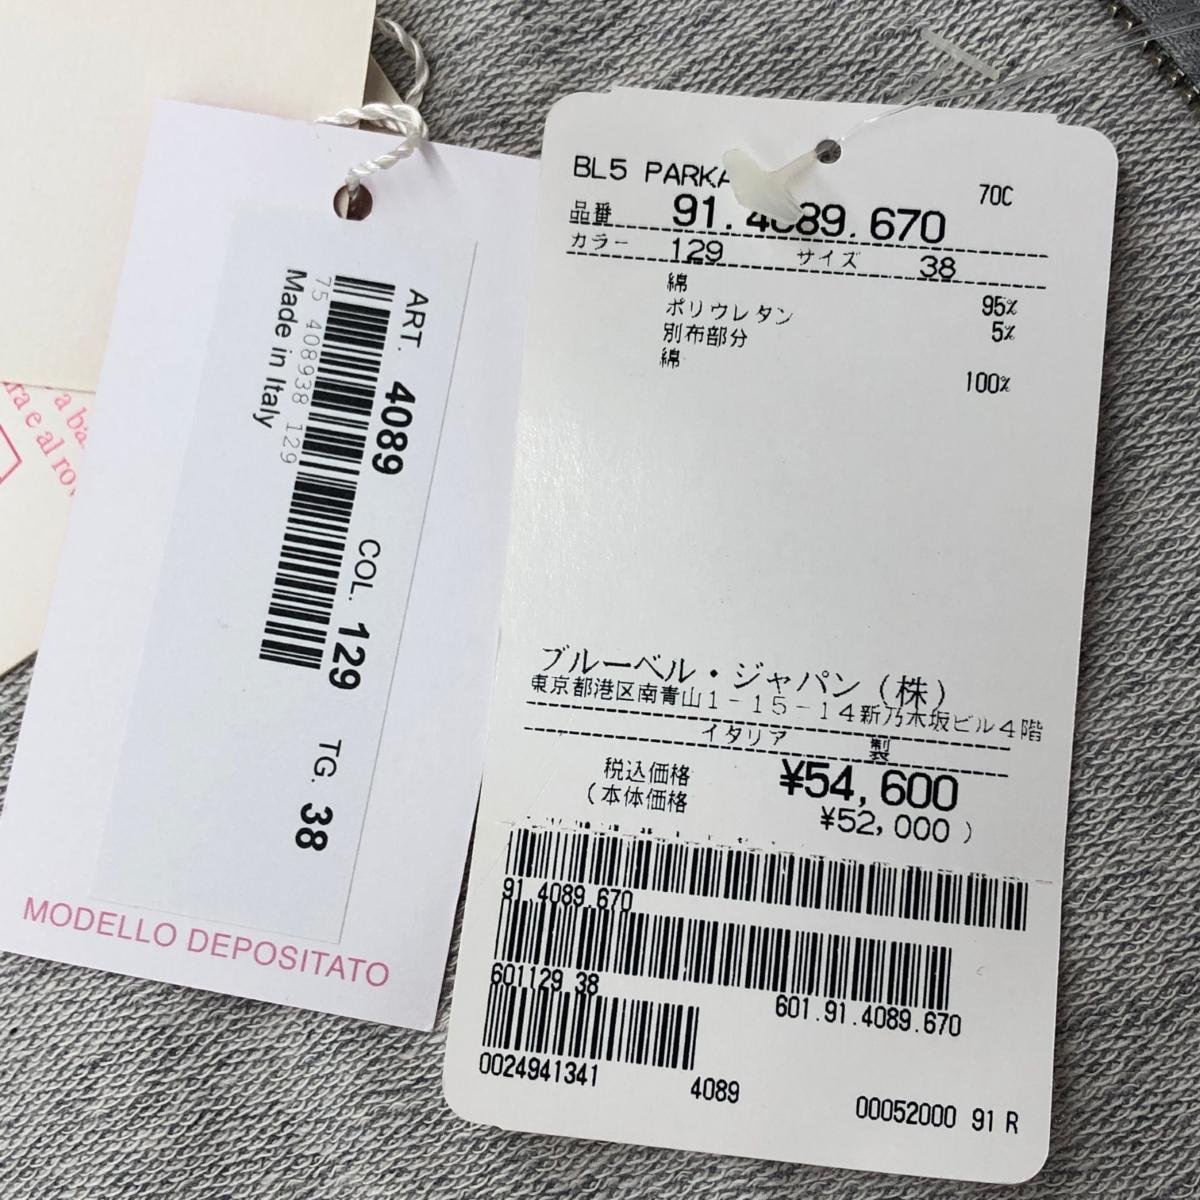 ART. 4089 COL. 129 TG. 38
75 408938 129
Made in Italy
MODELLO DEPOSITATO
BL5 PARKA
70C
品番 91.4089.670
カラー 129 サイズ 38
綿 95%
ポリウレタン 5%
別布部分
綿 100%
ブルーベル・ジャパン(株)
東京都港区南青山1-15-14新乃木坂ビル4階
イタリア 製
税込価格 ¥54,600
(本体価格 ¥52,000)
91.4089.670
601129 38
601.91.4089.670
0024941341
4089
00052000 91 R
a ba
ra e al ro